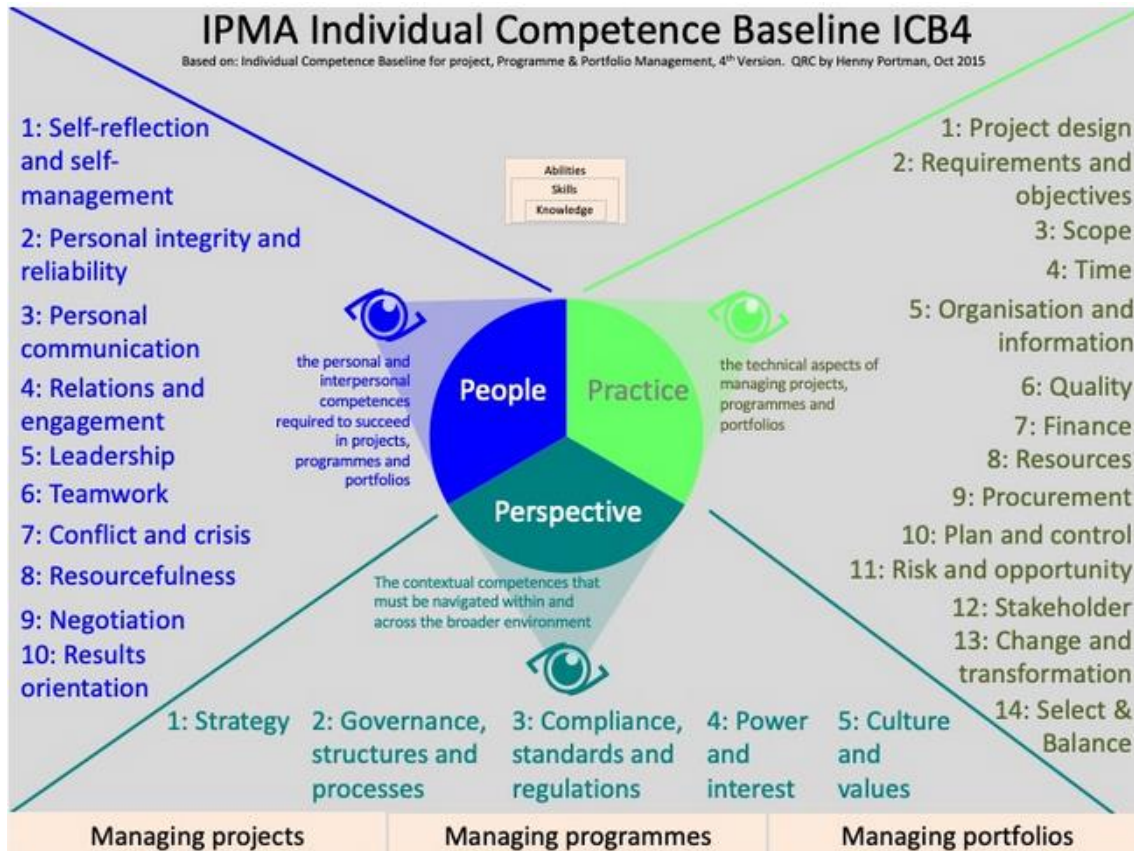 IPMA Individual Competence Baseline ICB4
Based on: Individual Competence Baseline for project, Programme & Portfolio Management, 4th Version. QRC by Henny Portman, Oct 2015
1: Self-reflection
and self-
management
2: Personal integrity and
reliability
3: Personal
communication
4: Relations and
engagement
5: Leadership
6: Teamwork
7: Conflict and crisis
8: Resourcefulness
9: Negotiation
10: Results
orientation
Abilities
Skills
Knowledge
the personal and
interpersonal
competences
required to succeed
in projects,
programmes and
portfolios
People
Practice
Perspective
the technical aspects of
managing projects,
programmes and
portfolios
The contextual competences that
must be navigated within and
across the broader environment
1: Project design
2: Requirements and
objectives
3: Scope
4: Time
5: Organisation and
information
6: Quality
7: Finance
8: Resources
9: Procurement
10: Plan and control
11: Risk and opportunity
12: Stakeholder
13: Change and
transformation
14: Select &
Balance
1: Strategy
2: Governance,
structures and
processes
3: Compliance,
standards and
regulations
4: Power
and
interest
5: Culture
and
values
Managing projects
Managing programmes
Managing portfolios